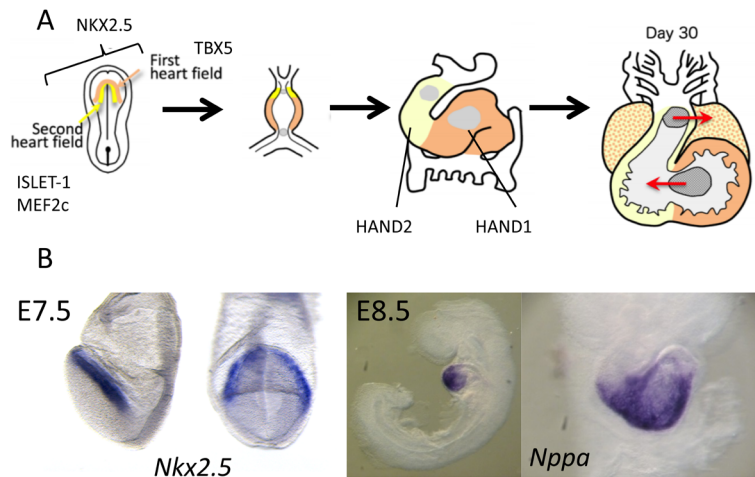 A
NKX2.5
TBX5
First
heart field
Second
heart field
ISLET-1
MEF2c
HAND2
HAND1
Day 30
B
E7.5
Nkx2.5
E8.5
Nppa